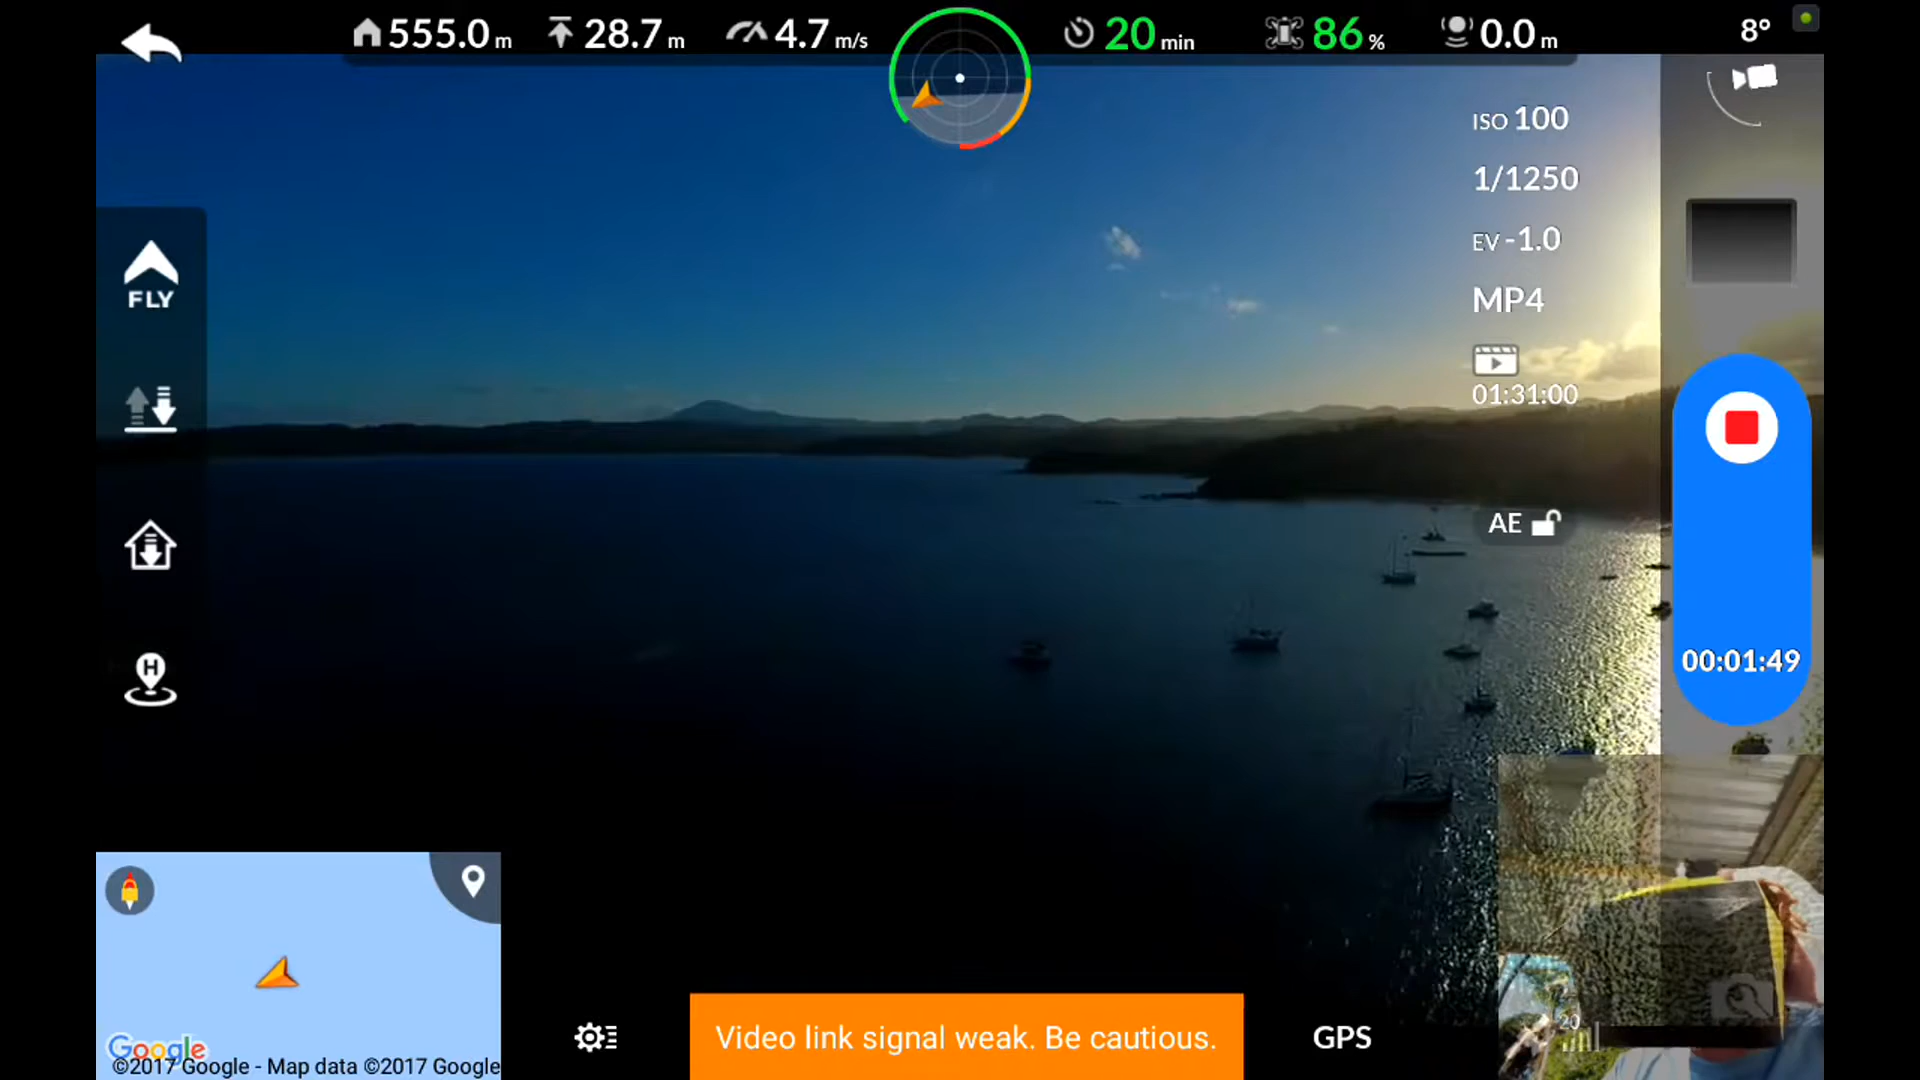 555.0 m 28.7 m 4.7 m/s 20 min 86 % 0.0 m 8°
ISO 100
1/1250
EV -1.0
MP4
01:31:00
FLY
AE
H
00:01:49
20
Video link signal weak. Be cautious.
GPS
Google
©2017 Google - Map data ©2017 Google